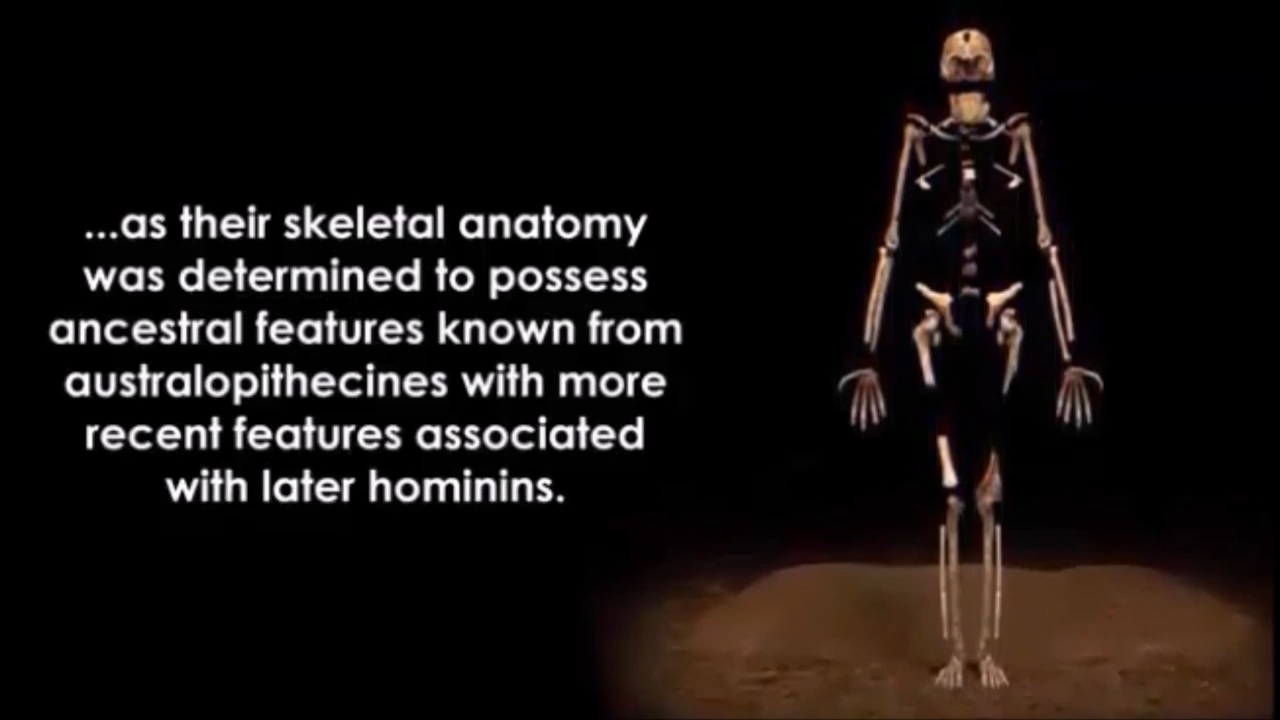 ...as their skeletal anatomy
was determined to possess
ancestral features known from
australopithecines with more
recent features associated
with later hominins.